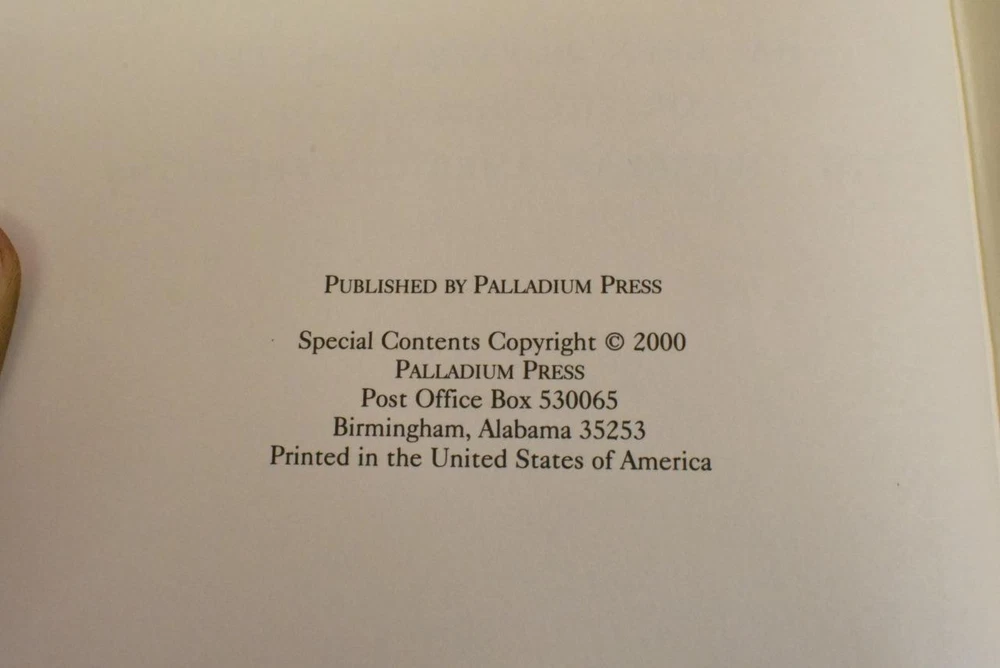 PUBLISHED BY PALLADIUM PRESS
Special Contents Copyright © 2000
PALLADIUM PRESS
Post Office Box 530065
Birmingham, Alabama 35253
Printed in the United States of America